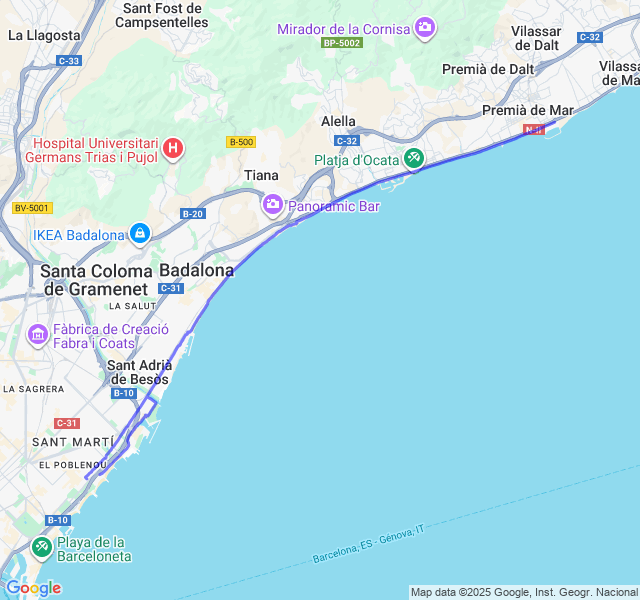 Sant Fost de
Campsentelles
La Llagosta
C-33
Mirador de la Cornisa
BP-5002
Vilassar
de Dalt
C-32
Premià de Dalt
Vilassar
Premià de Mar
N-II
Alella
C-32
Hospital Universitari
Germans Trias i Pujol
B-500
Platja d'Ocata
Tiana
BV-5001
B-20
Panoramic Bar
IKEA Badalona
Santa Coloma
de Gramenet
Badalona
C-31
LA SALUT
Fàbrica de Creació
Fabra i Coats
Sant Adrià
de Besòs
LA SAGRERA
B-10
C-31
SANT MARTÍ
EL POBLENOU
B-10
Playa de la
Barceloneta
Barcelona, ES - Génova, IT
Google
Map data ©2025 Google, Inst. Geogr. Nacional